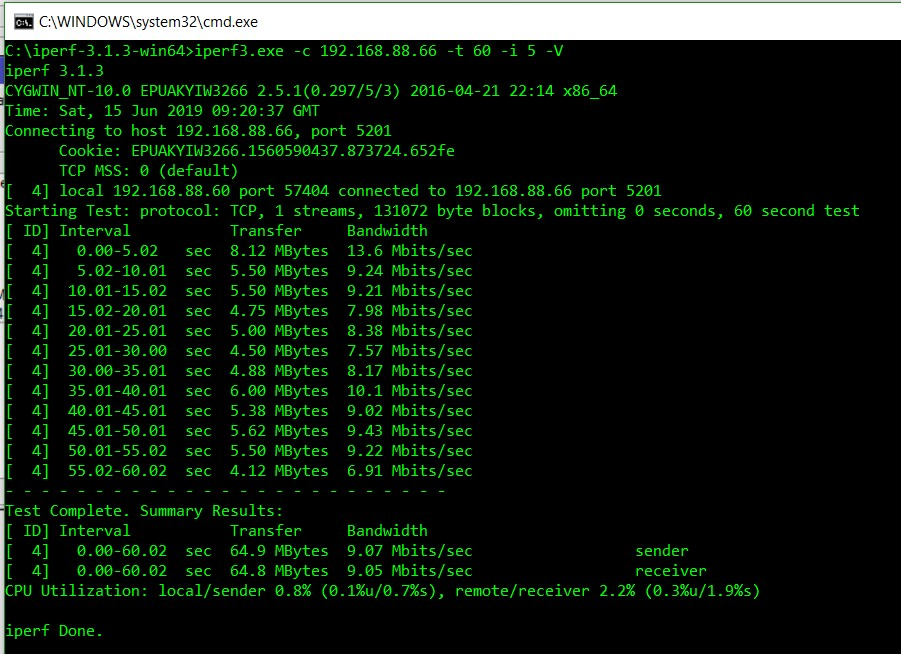 C:\WINDOWS\system32\cmd.exe
C:\iperf-3.1.3-win64>iperf3.exe -c 192.168.88.66 -t 60 -i 5 -V
iperf 3.1.3
CYGWIN_NT-10.0 EPUAKYIW3266 2.5.1(0.297/5/3) 2016-04-21 22:14 x86_64
Time: Sat, 15 Jun 2019 09:20:37 GMT
Connecting to host 192.168.88.66, port 5201
      Cookie: EPUAKYIW3266.1560590437.873724.652fe
      TCP MSS: 0 (default)
[  4] local 192.168.88.60 port 57404 connected to 192.168.88.66 port 5201
Starting Test: protocol: TCP, 1 streams, 131072 byte blocks, omitting 0 seconds, 60 second test
[ ID] Interval           Transfer     Bandwidth
[  4]   0.00-5.02   sec  8.12 MBytes  13.6 Mbits/sec
[  4]   5.02-10.01  sec  5.50 MBytes  9.24 Mbits/sec
[  4]  10.01-15.02  sec  5.50 MBytes  9.21 Mbits/sec
[  4]  15.02-20.01  sec  4.75 MBytes  7.98 Mbits/sec
[  4]  20.01-25.01  sec  5.00 MBytes  8.38 Mbits/sec
[  4]  25.01-30.00  sec  4.50 MBytes  7.57 Mbits/sec
[  4]  30.00-35.01  sec  4.88 MBytes  8.17 Mbits/sec
[  4]  35.01-40.01  sec  6.00 MBytes  10.1 Mbits/sec
[  4]  40.01-45.01  sec  5.38 MBytes  9.02 Mbits/sec
[  4]  45.01-50.01  sec  5.62 MBytes  9.43 Mbits/sec
[  4]  50.01-55.02  sec  5.50 MBytes  9.22 Mbits/sec
[  4]  55.02-60.02  sec  4.12 MBytes  6.91 Mbits/sec
- - - - - - - - - - - - - - - - - - - - - - - - -
Test Complete. Summary Results:
[ ID] Interval           Transfer     Bandwidth
[  4]   0.00-60.02  sec  64.9 MBytes  9.07 Mbits/sec                  sender
[  4]   0.00-60.02  sec  64.8 MBytes  9.05 Mbits/sec                  receiver
CPU Utilization: local/sender 0.8% (0.1%u/0.7%s), remote/receiver 2.2% (0.3%u/1.9%s)
iperf Done.